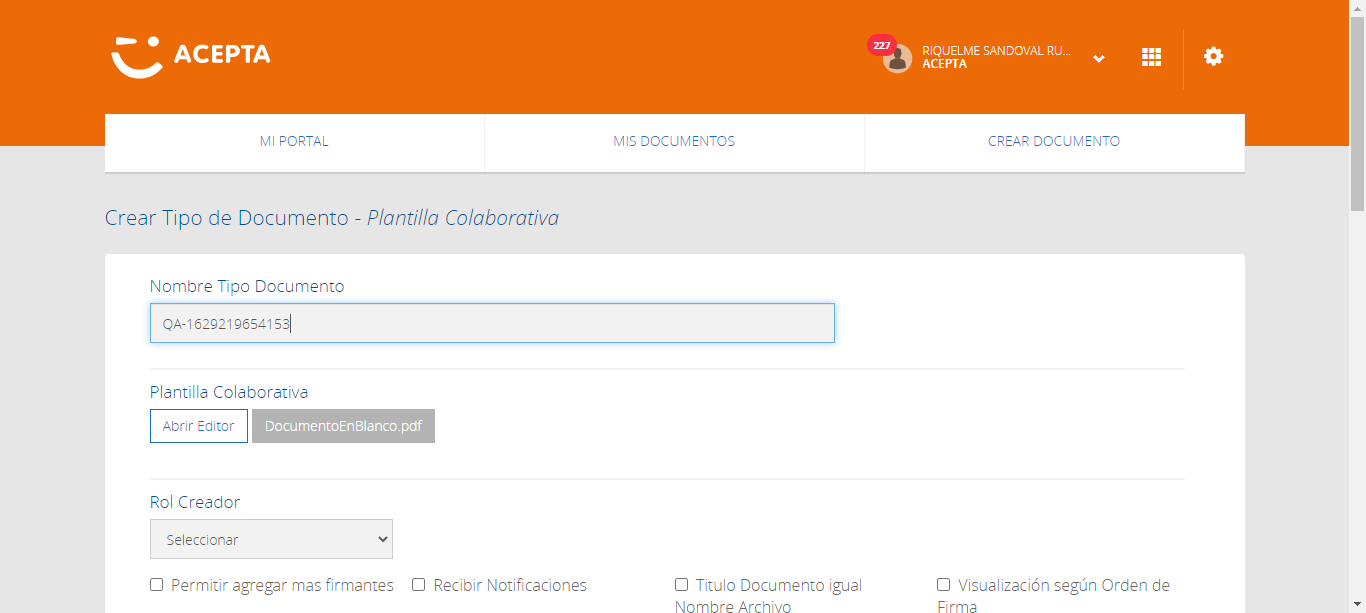 ACEPTA
227
RIQUELME SANDOVAL RU...
ACEPTA
MI PORTAL
MIS DOCUMENTOS
CREAR DOCUMENTO
Crear Tipo de Documento - Plantilla Colaborativa
Nombre Tipo Documento
QA-1629219654153
Plantilla Colaborativa
Abrir Editor
DocumentoEnBlanco.pdf
Rol Creador
Seleccionar
Permitir agregar mas firmantes
Recibir Notificaciones
Titulo Documento igual
Nombre Archivo
Visualización según Orden de
Firma